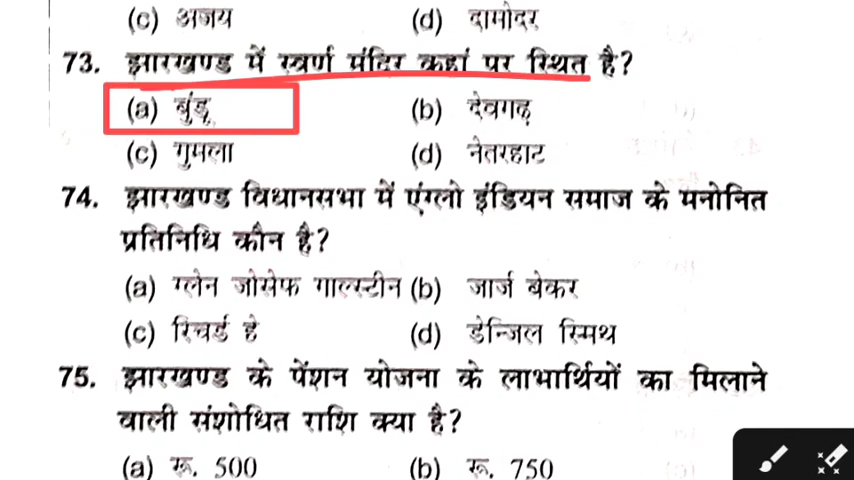 (c) अजय (d) दामोदर
73. झारखण्ड में स्वर्ण मंदिर कहां पर स्थित है?
(a) बुंडू (b) देवगढ़
(c) गुमला (d) नेतरहाट
74. झारखण्ड विधानसभा में एंग्लो इंडियन समाज के मनोनित
प्रतिनिधि कौन है?
(a) ग्लेन जोसेफ गाल्स्टीन (b) जार्ज बेकर
(c) रिचर्ड हे (d) डेन्जिल स्मिथ
75. झारखण्ड के पेंशन योजना के लाभार्थियों का मिलाने
वाली संशोधित राशि क्या है?
(a) रू. 500 (b) रू. 750